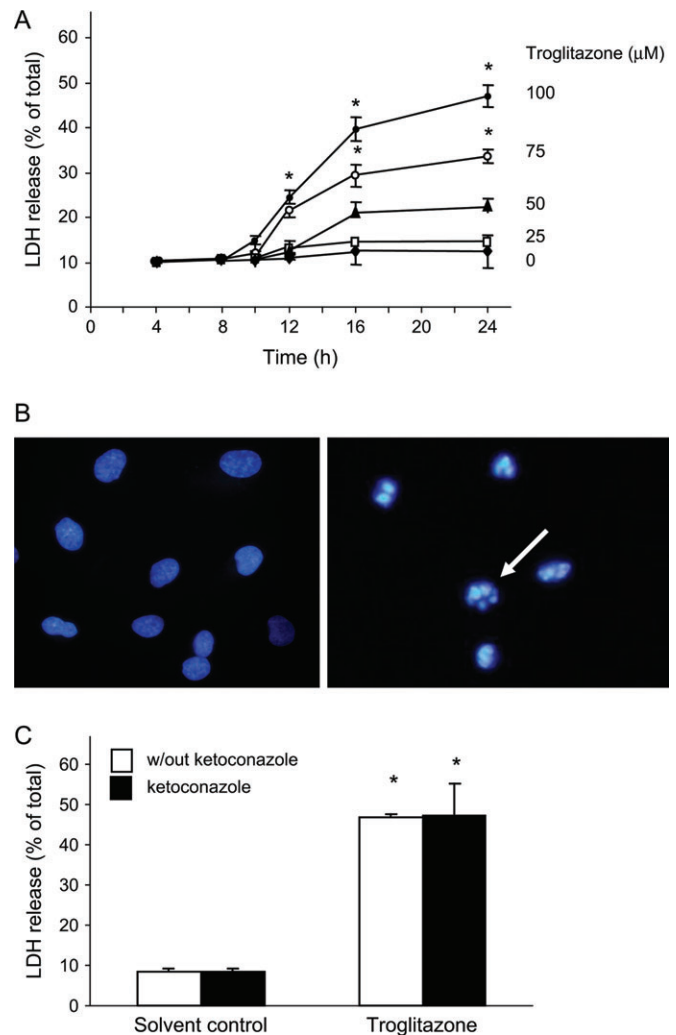 A
LDH release (% of total)
60
50
40
30
20
10
0
0 4 8 12 16 20 24
Time (h)
Troglitazone (μM)
100
75
50
25
0
* * * * *
B
C
LDH release (% of total)
60
50
40
30
20
10
0
w/out ketoconazole
ketoconazole
* *
Solvent control Troglitazone